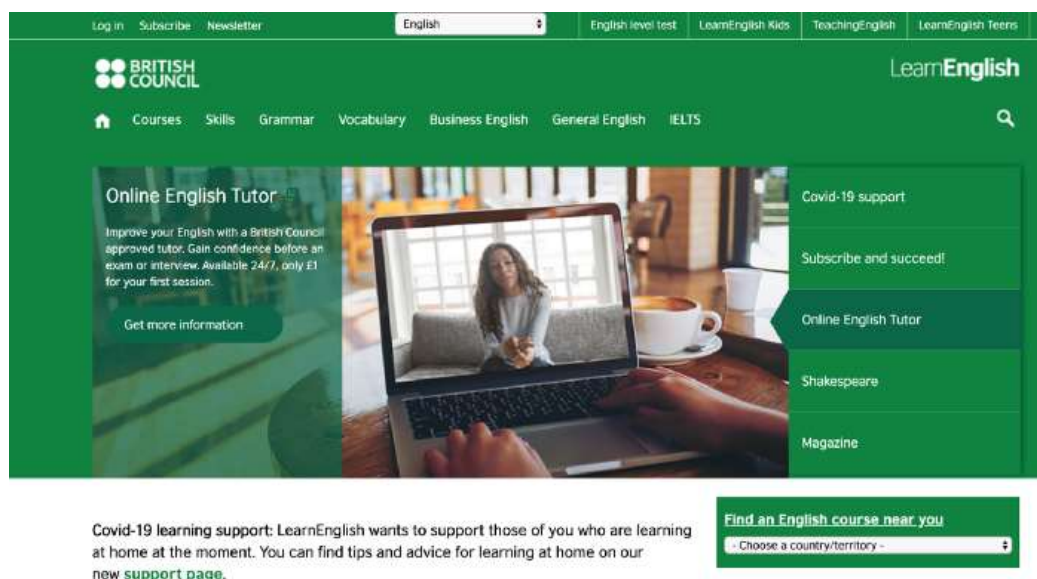 Log in Subscribe Newsletter English English level test LearnEnglish Kids TeachingEnglish LearnEnglish Teens
BRITISH
COUNCIL
LearnEnglish
Courses Skills Grammar Vocabulary Business English General English IELTS
Online English Tutor
Improve your English with a British Council
approved tutor. Gain confidence before an
exam or interview. Available 24/7, only £1
for your first session.
Get more information
Covid-19 support
Subscribe and succeed!
Online English Tutor
Shakespeare
Magazine
Covid-19 learning support: LearnEnglish wants to support those of you who are learning
at home at the moment. You can find tips and advice for learning at home on our
new support page.
Find an English course near you
- Choose a country/territory -